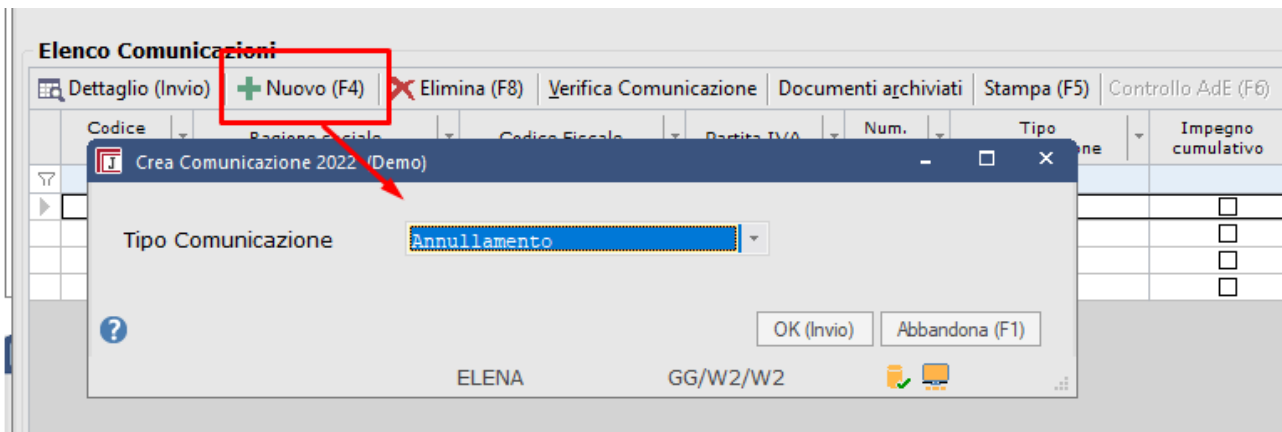 Elenco Comunicazioni
Dettaglio (Invio) Nuovo (F4) Elimina (F8) Verifica Comunicazione Documenti archiviati Stampa (F5) Controllo AdE (F6)
Codice Ragione sociale Codice Fiscale Partita IVA Num. Tipo Impegno cumulativo
Crea Comunicazione 2022 (Demo)
Tipo Comunicazione Annullamento
OK (Invio) Abbandona (F1)
ELENA GG/W2/W2